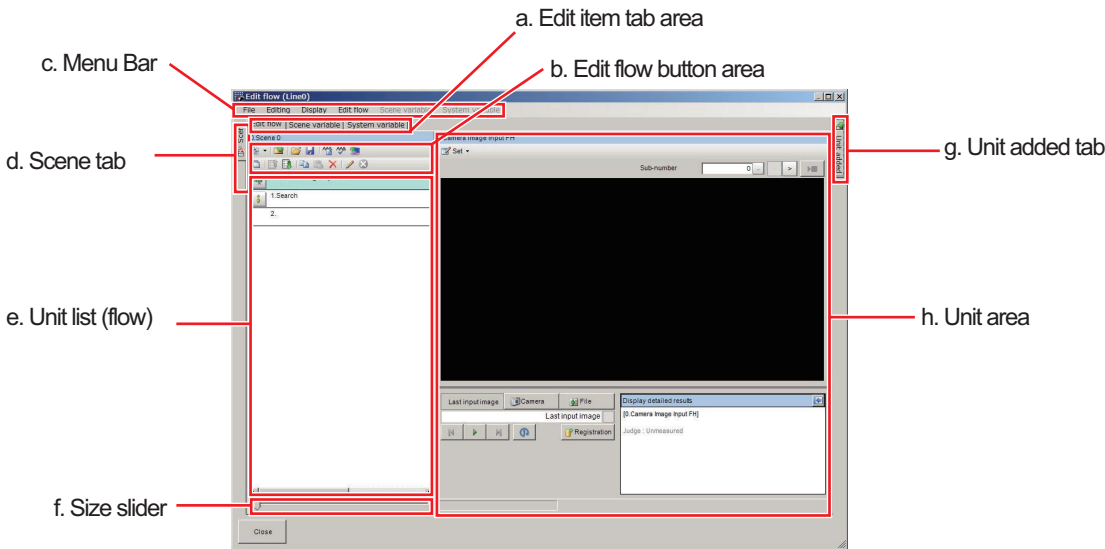 a. Edit item tab area
c. Menu Bar
b. Edit flow button area
Edit flow (Line0)
File Editing Display Edit flow Scene variable System variable
Edit flow | Scene variable | System variable |
0.Scene 0
Camera Image Input FH
d. Scene tab
Set
Unit added
g. Unit added tab
Sub-number 0 - >
1.Search
2.
e. Unit list (flow)
h. Unit area
Last input image Camera File
Display detailed results
Last input image
[0.Camera Image Input FH]
Registration
Judge : Unmeasured
f. Size slider
Close